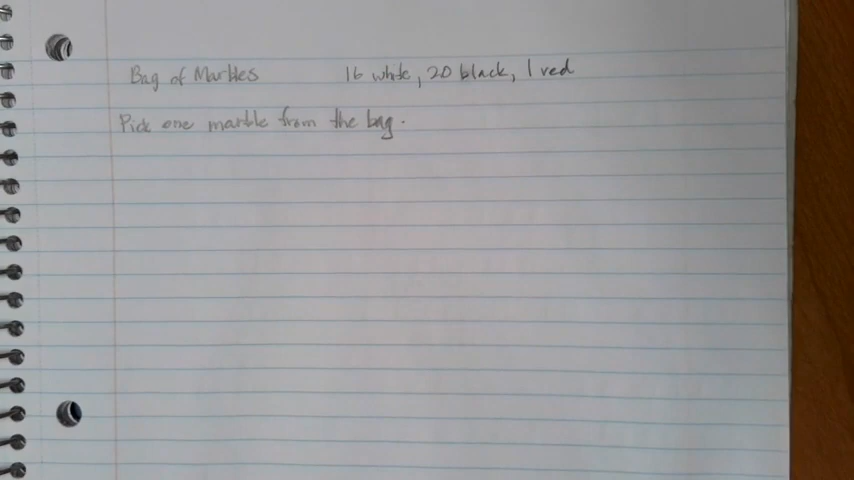 Bag of Marbles 16 white, 20 black, 1 red
Pick one marble from the bag.